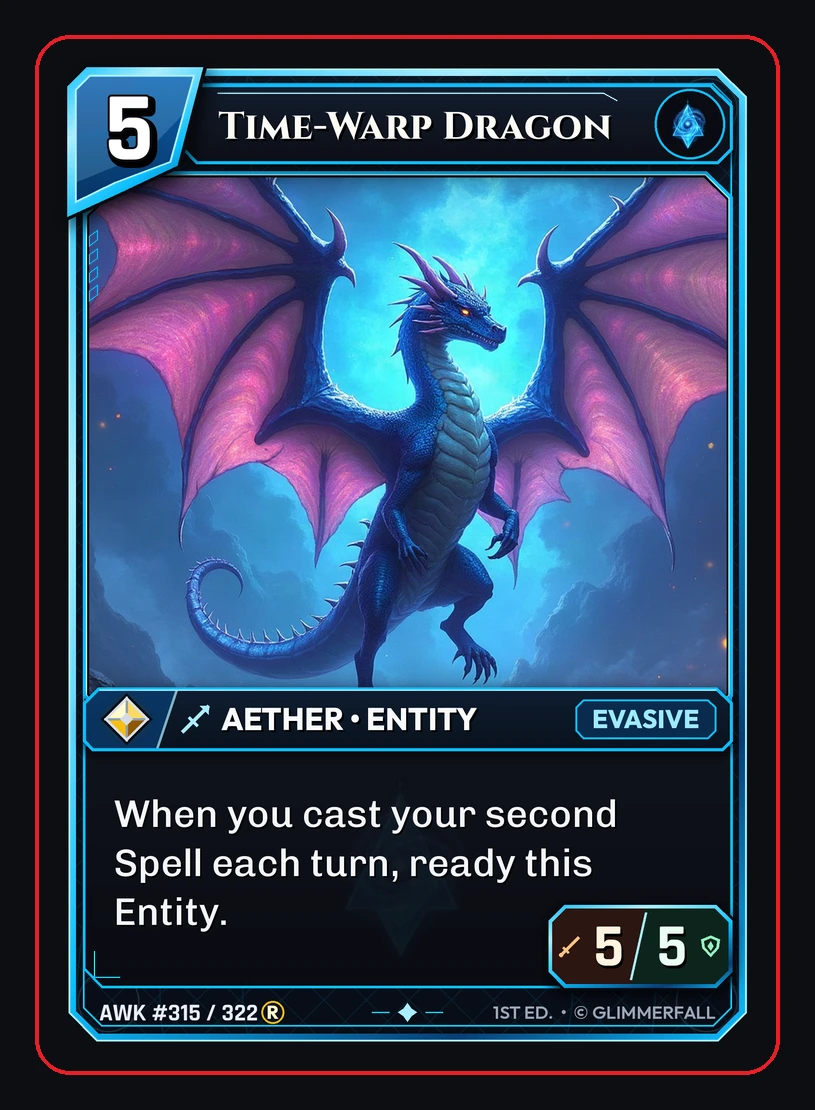 5
TIME-WARP DRAGON
AETHER • ENTITY
EVASIVE
When you cast your second
Spell each turn, ready this
Entity.
5 / 5
AWK #315 / 322 R
1ST ED. • © GLIMMERFALL